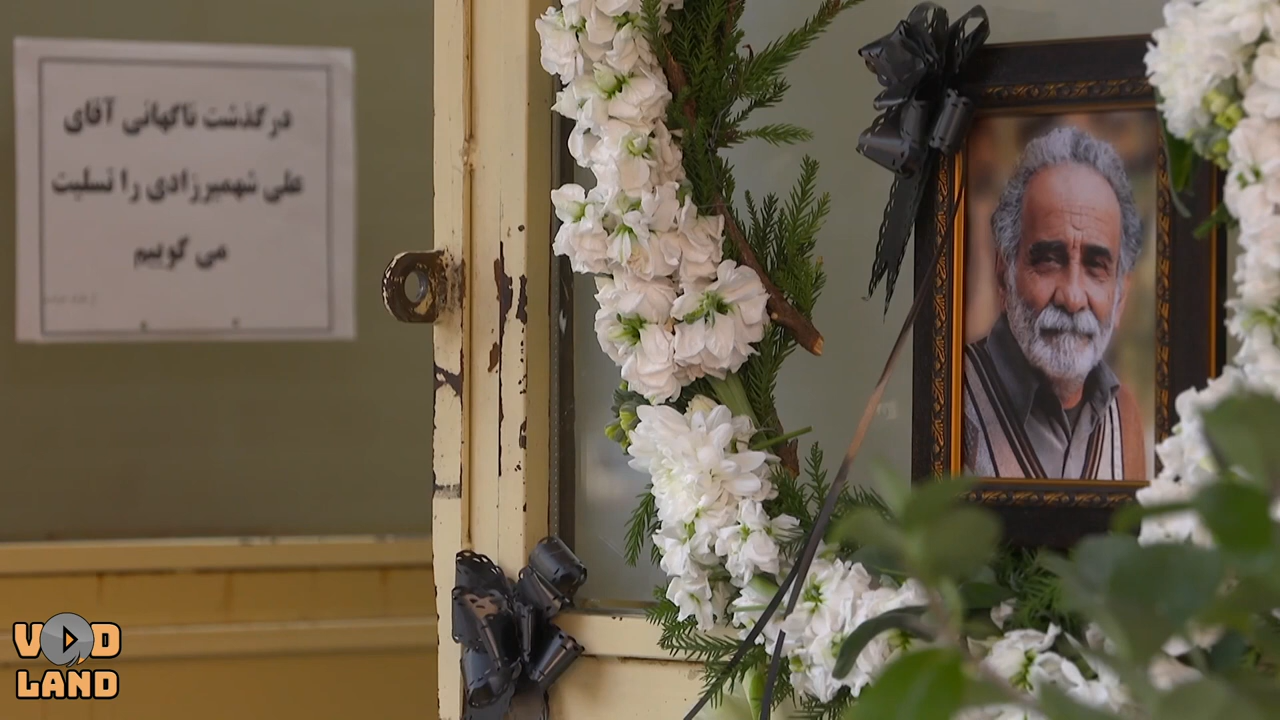 درگذشت ناگهانی آقای
علی شهمیرزادی را تسلیت
می گوییم
VOD
LAND